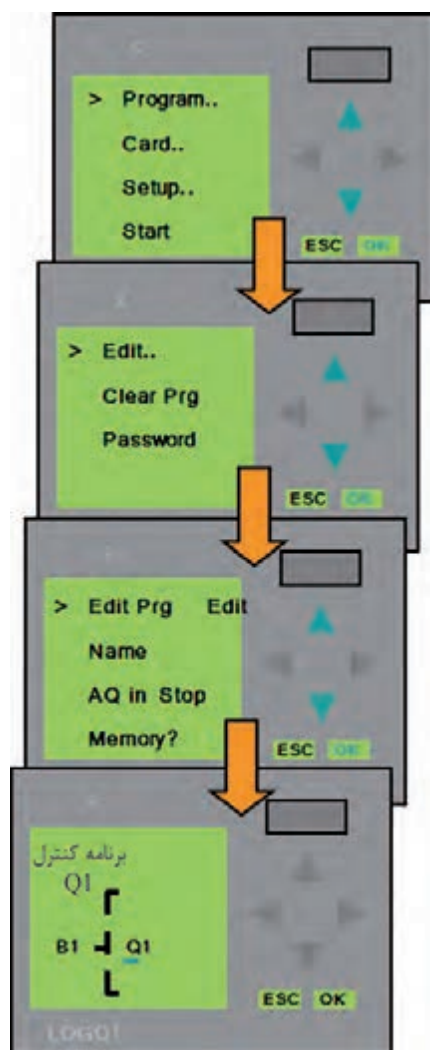 > Program..
Card..
Setup..
Start
ESC OK
> Edit..
Clear Prg
Password
ESC OK
> Edit Prg Edit
Name
AQ in Stop
Memory?
ESC OK
برنامه کنترل
Q1
B1 Q1
ESC OK
LOGO!